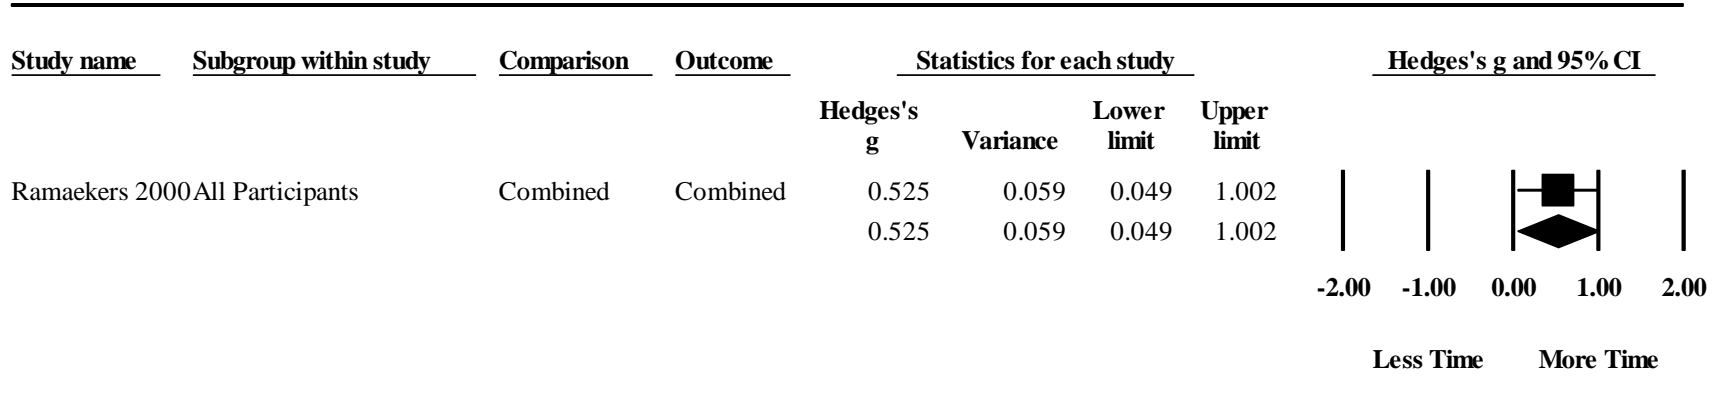 Study name Subgroup within study Comparison Outcome Statistics for each study Hedges's g and 95% CI
Hedges's Lower Upper
g Variance limit limit
Ramaekers 2000 All Participants Combined Combined 0.525 0.059 0.049 1.002
0.525 0.059 0.049 1.002
-2.00 -1.00 0.00 1.00 2.00
Less Time More Time